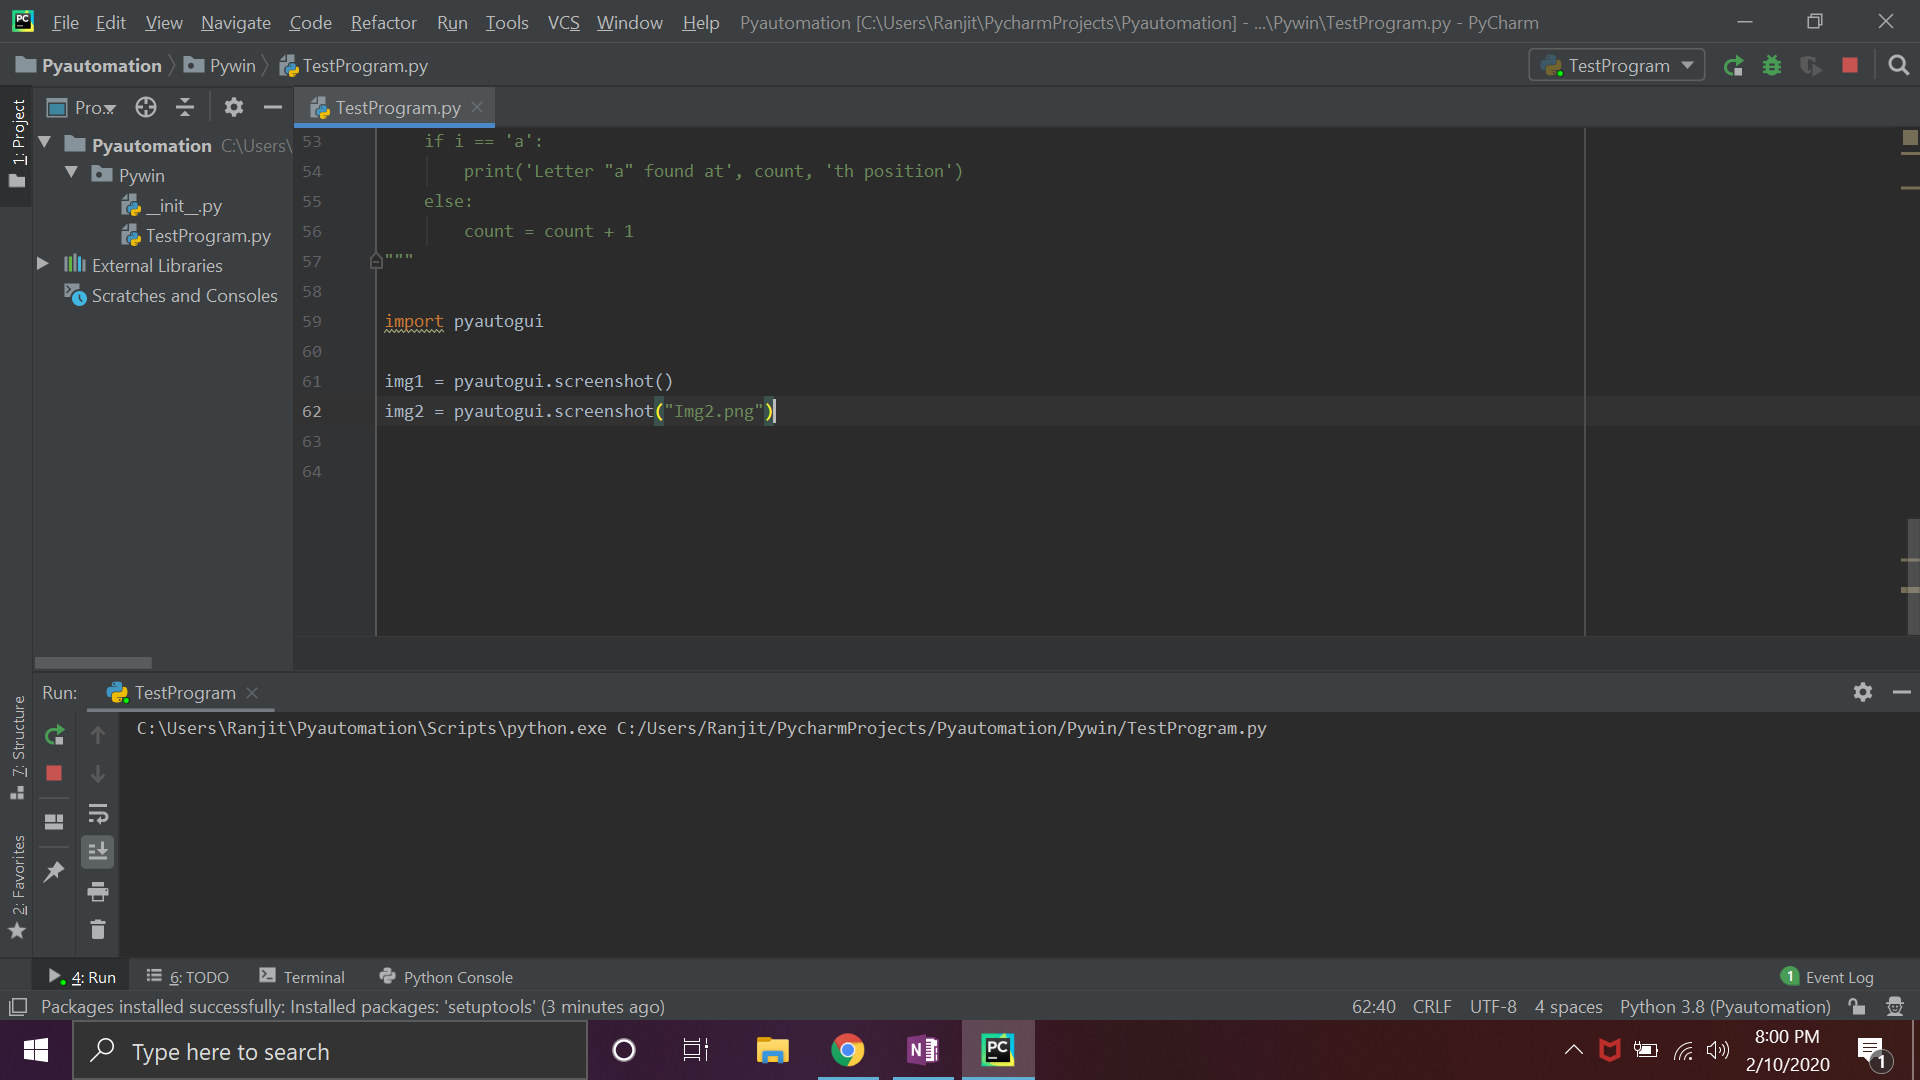 PC File Edit View Navigate Code Refactor Run Tools VCS Window Help Pyautomation [C:\Users\Ranjit\PycharmProjects\Pyautomation] - ...\Pywin\TestProgram.py - PyCharm
Pyautomation Pywin TestProgram.py TestProgram
1: Project
Pro..
TestProgram.py
Pyautomation C:\Users\
Pywin
__init__.py
TestProgram.py
External Libraries
Scratches and Consoles
53 if i == 'a':
54 print('Letter "a" found at', count, 'th position')
55 else:
56 count = count + 1
57 """
58
59 import pyautogui
60
61 img1 = pyautogui.screenshot()
62 img2 = pyautogui.screenshot("Img2.png")
63
64
7: Structure
2: Favorites
Run: TestProgram
C:\Users\Ranjit\Pyautomation\Scripts\python.exe C:/Users/Ranjit/PycharmProjects/Pyautomation/Pywin/TestProgram.py
4: Run 6: TODO Terminal Python Console 1 Event Log
Packages installed successfully: Installed packages: 'setuptools' (3 minutes ago) 62:40 CRLF UTF-8 4 spaces Python 3.8 (Pyautomation)
Type here to search
N
PC
8:00 PM
2/10/2020
1